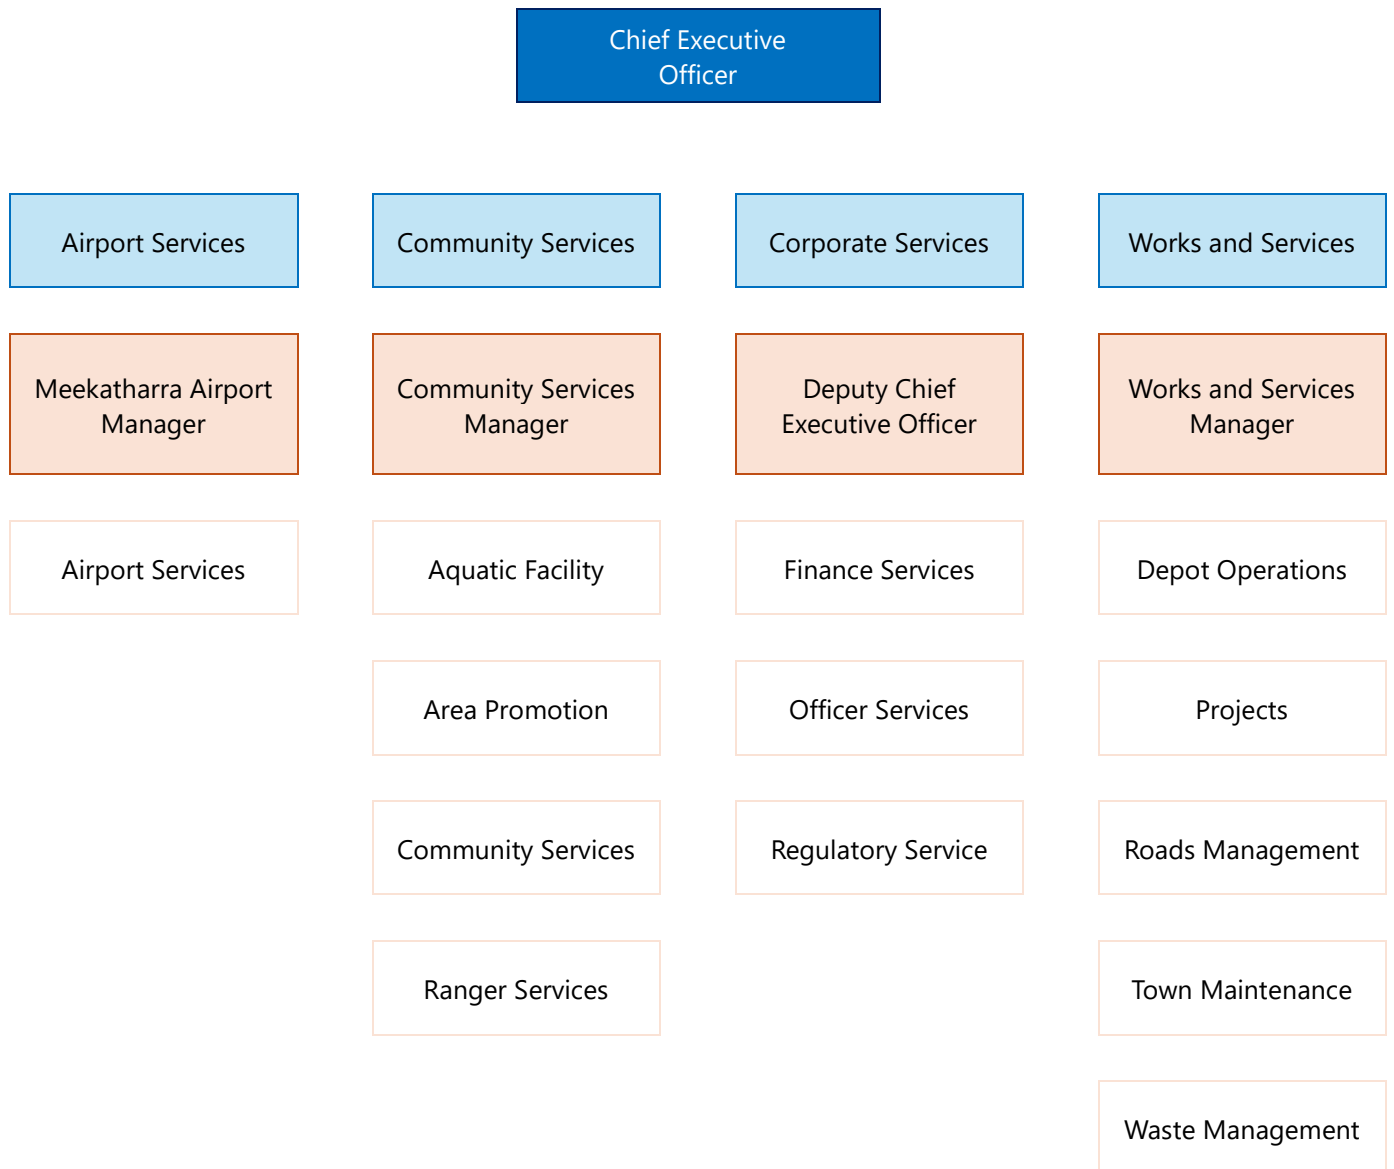 Chief Executive
Officer
Airport Services
Community Services
Corporate Services
Works and Services
Meekatharra Airport
Manager
Community Services
Manager
Deputy Chief
Executive Officer
Works and Services
Manager
Airport Services
Aquatic Facility
Finance Services
Depot Operations
Area Promotion
Officer Services
Projects
Community Services
Regulatory Service
Roads Management
Ranger Services
Town Maintenance
Waste Management